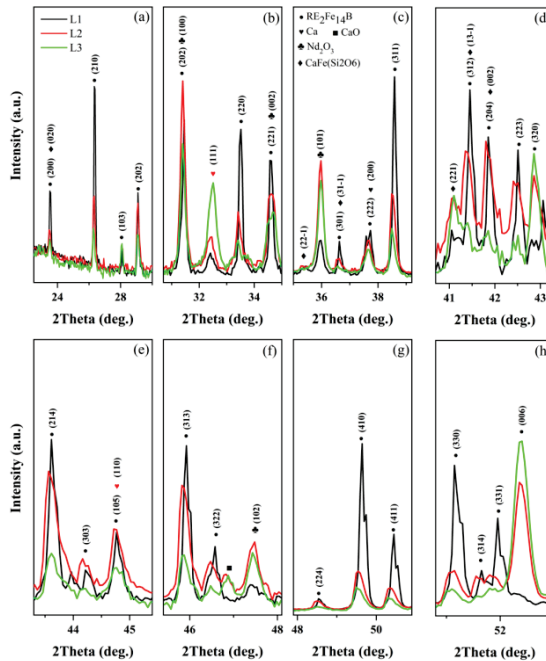 L1
L2
L3
(a)
(200) ♦ (020)
(210)
(103)
(202)
24 26 28 30
2Theta (deg.)
Intensity (a.u.)
(b)
(202) ♣ (100)
(111)
(220)
(221) ♣ (002)
32 34
2Theta (deg.)
(c)
RE2Fe14B
Ca
CaO
Nd2O3
CaFe(Si2O6)
(22-1)
(101)
(301) ♦ (31-1)
(222) ♥ (200)
(311)
36 38
2Theta (deg.)
(d)
(221)
(312) ♦ (13-1)
(204) ♦ (002)
(223)
(320)
41 42 43
2Theta (deg.)
(e)
(214)
(303)
(105) ♥ (110)
44 45
2Theta (deg.)
Intensity (a.u.)
(f)
(313)
(322)
(102)
46 48
2Theta (deg.)
(g)
(224)
(410)
(411)
48 50
2Theta (deg.)
(h)
(330)
(314)
(331)
(006)
52
2Theta (deg.)